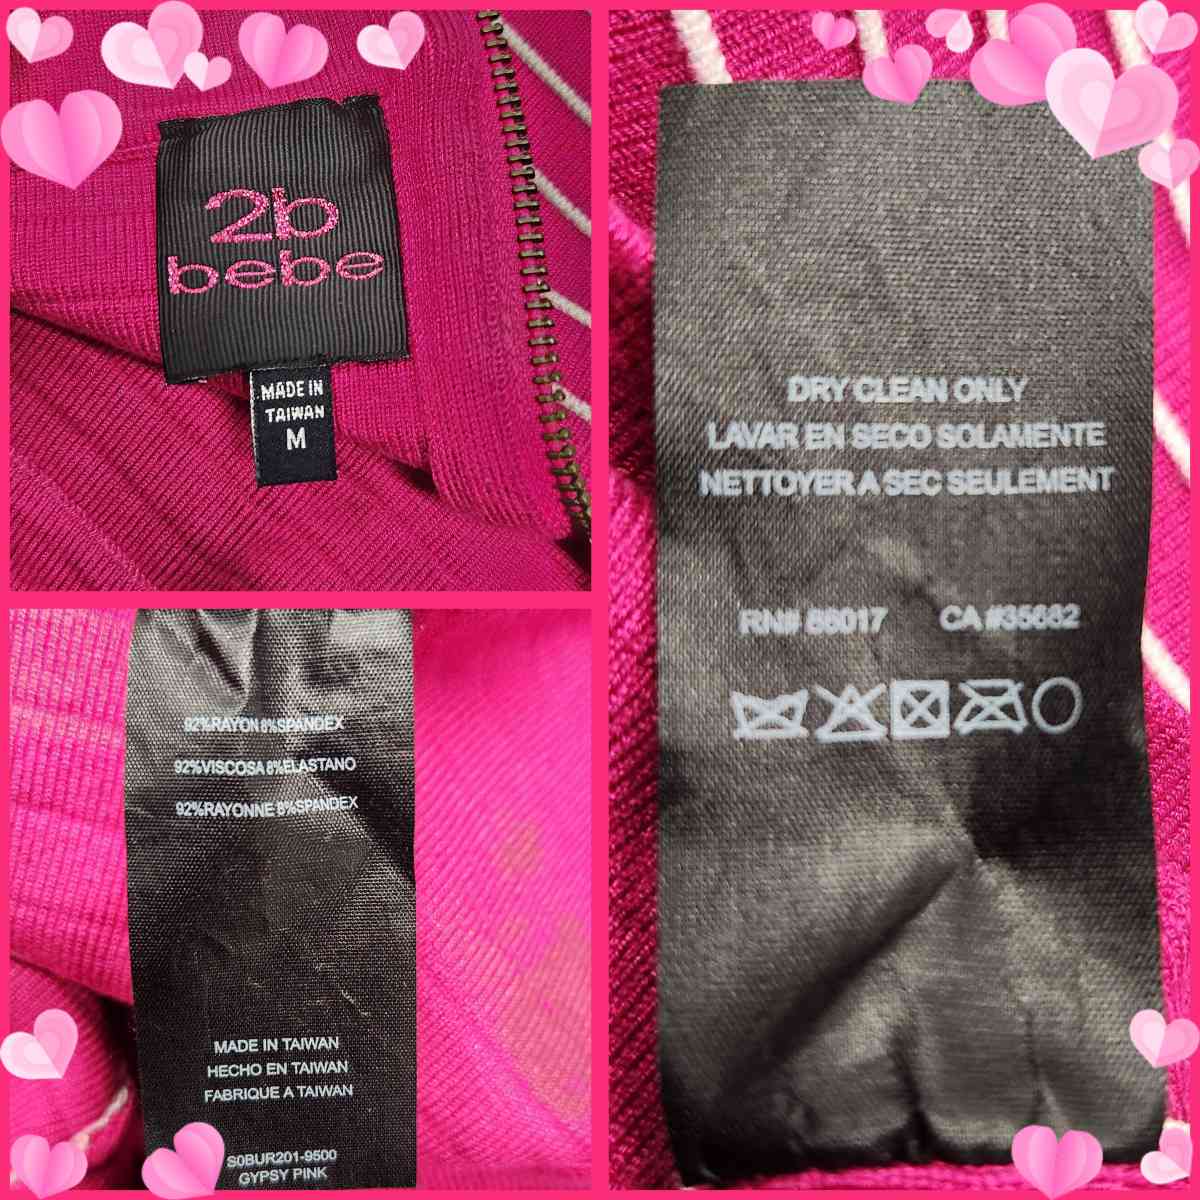 2b
bebe
MADE IN
TAIWAN
M
92%RAYON 8%SPANDEX
92%VISCOSA 8%ELASTANO
92%RAYONNE 8%SPANDEX
MADE IN TAIWAN
HECHO EN TAIWAN
FABRIQUE A TAIWAN
S0BUR201-9500
GYPSY PINK
DRY CLEAN ONLY
LAVAR EN SECO SOLAMENTE
NETTOYER A SEC SEULEMENT
RN# 86017 CA #35682